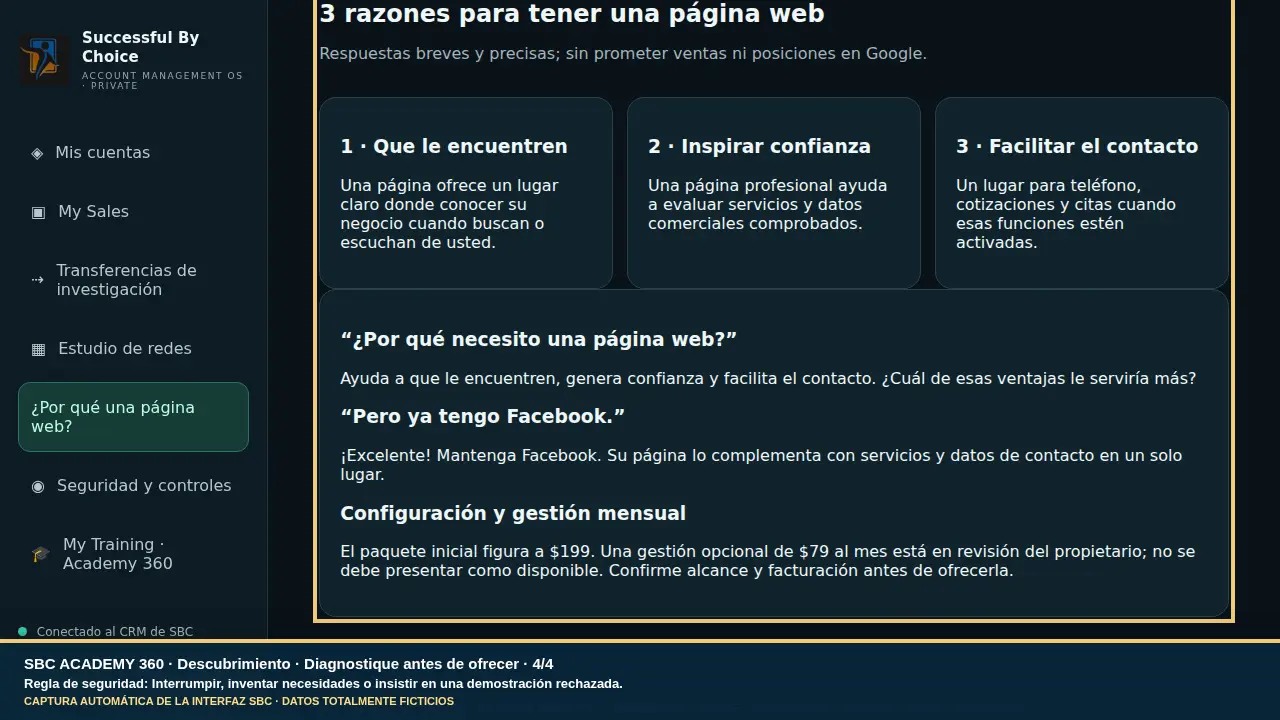 Successful By
Choice
ACCOUNT MANAGEMENT OS
· PRIVATE
◈ Mis cuentas
▣ My Sales
⇢ Transferencias de
investigación
▦ Estudio de redes
¿Por qué una página
web?
◉ Seguridad y controles
🎓 My Training ·
Academy 360
Conectado al CRM de SBC
3 razones para tener una página web
Respuestas breves y precisas; sin prometer ventas ni posiciones en Google.
1 · Que le encuentren
Una página ofrece un lugar
claro donde conocer su
negocio cuando buscan o
escuchan de usted.
2 · Inspirar confianza
Una página profesional ayuda
a evaluar servicios y datos
comerciales comprobados.
3 · Facilitar el contacto
Un lugar para teléfono,
cotizaciones y citas cuando
esas funciones estén
activadas.
“¿Por qué necesito una página web?”
Ayuda a que le encuentren, genera confianza y facilita el contacto. ¿Cuál de esas ventajas le serviría más?
“Pero ya tengo Facebook.”
¡Excelente! Mantenga Facebook. Su página lo complementa con servicios y datos de contacto en un solo
lugar.
Configuración y gestión mensual
El paquete inicial figura a $199. Una gestión opcional de $79 al mes está en revisión del propietario; no se
debe presentar como disponible. Confirme alcance y facturación antes de ofrecerla.
SBC ACADEMY 360 · Descubrimiento · Diagnostique antes de ofrecer · 4/4
Regla de seguridad: Interrumpir, inventar necesidades o insistir en una demostración rechazada.
CAPTURA AUTOMÁTICA DE LA INTERFAZ SBC · DATOS TOTALMENTE FICTICIOS